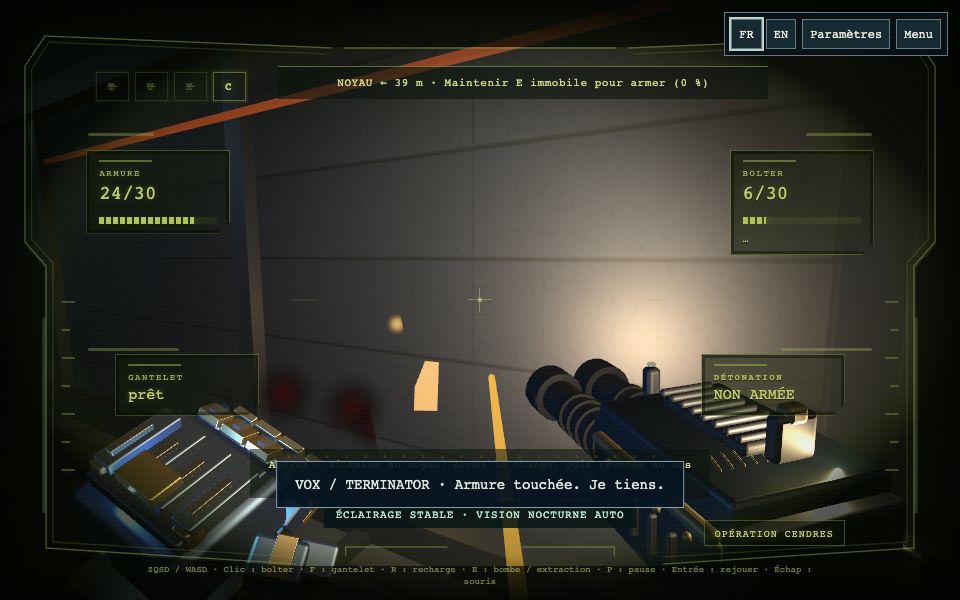 FR EN Paramètres Menu
C
NOYAU ← 39 m · Maintenir E immobile pour armer (0 %)
ARMURE
24/30
BOLTER
6/30
…
GANTELET
prêt
DÉTONATION
NON ARMÉE
VOX / TERMINATOR · Armure touchée. Je tiens.
ÉCLAIRAGE STABLE · VISION NOCTURNE AUTO
OPÉRATION CENDRES
ZQSD / WASD · Clic : bolter · F : gantelet · R : recharge · E : bombe / extraction · P : pause · Entrée : rejouer · Échap :
souris